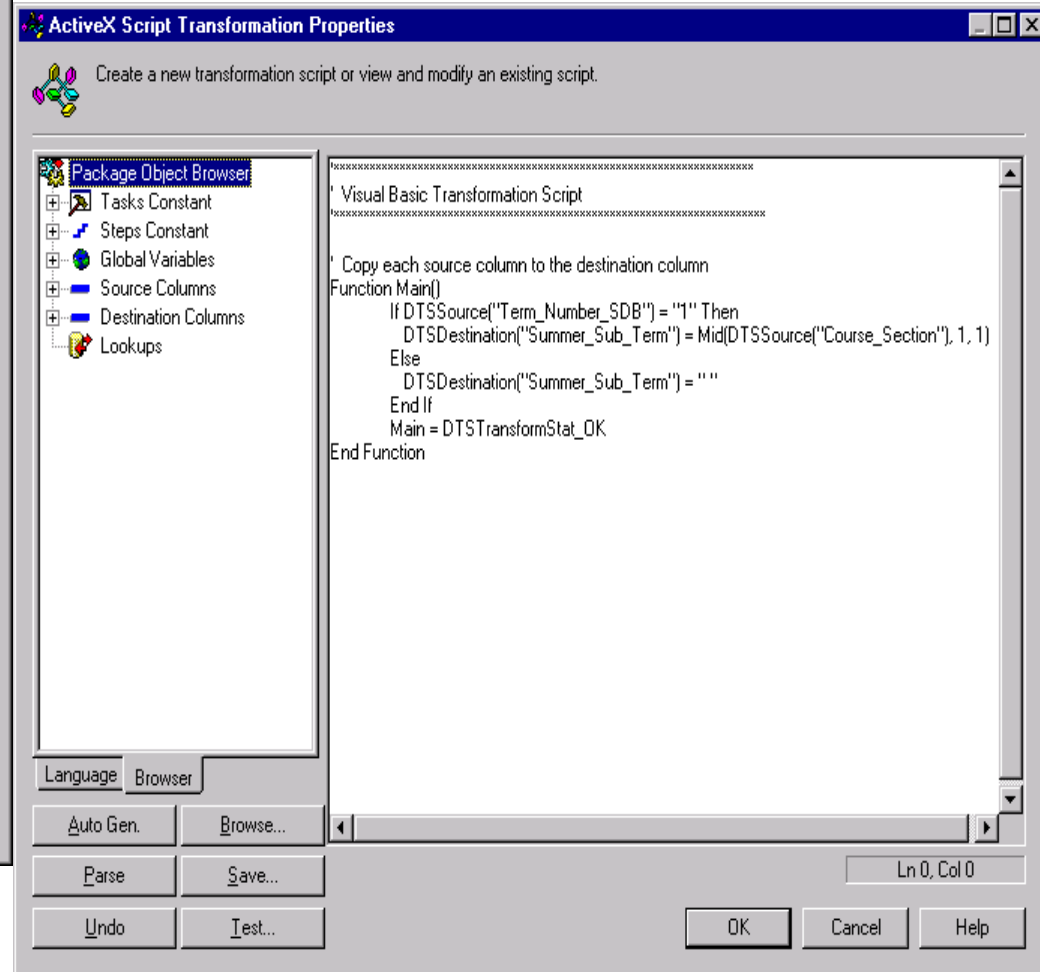 ActiveX Script Transformation Properties
Create a new transformation script or view and modify an existing script.
Package Object Browser
Tasks Constant
Steps Constant
Global Variables
Source Columns
Destination Columns
Lookups
Language Browser
Auto Gen. Browse...
Parse Save...
Undo Test...
'**********************************************************************
' Visual Basic Transformation Script
'************************************************************************
' Copy each source column to the destination column
Function Main()
If DTSSource("Term_Number_SDB") = "1" Then
DTSDestination("Summer_Sub_Term") = Mid(DTSSource("Course_Section"), 1, 1)
Else
DTSDestination("Summer_Sub_Term") = " "
End If
Main = DTSTransformStat_OK
End Function
Ln 0, Col 0
OK Cancel Help